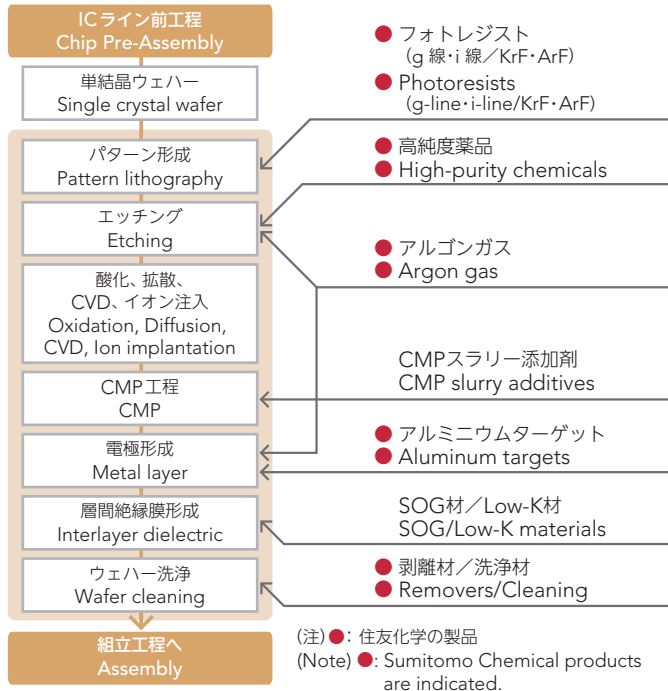 ICライン前工程
Chip Pre-Assembly
単結晶ウェハー
Single crystal wafer
パターン形成
Pattern lithography
エッチング
Etching
酸化、拡散、
CVD、イオン注入
Oxidation, Diffusion,
CVD, Ion implantation
CMP工程
CMP
電極形成
Metal layer
層間絶縁膜形成
Interlayer dielectric
ウェハー洗浄
Wafer cleaning
組立工程へ
Assembly
● フォトレジスト
(g 線・i 線／KrF・ArF)
● Photoresists
(g-line・i-line/KrF・ArF)
● 高純度薬品
● High-purity chemicals
● アルゴンガス
● Argon gas
CMPスラリー添加剤
CMP slurry additives
● アルミニウムターゲット
● Aluminum targets
SOG材／Low-K材
SOG/Low-K materials
● 剥離材／洗浄材
● Removers/Cleaning
(注) ●: 住友化学の製品
(Note) ●: Sumitomo Chemical products
are indicated.